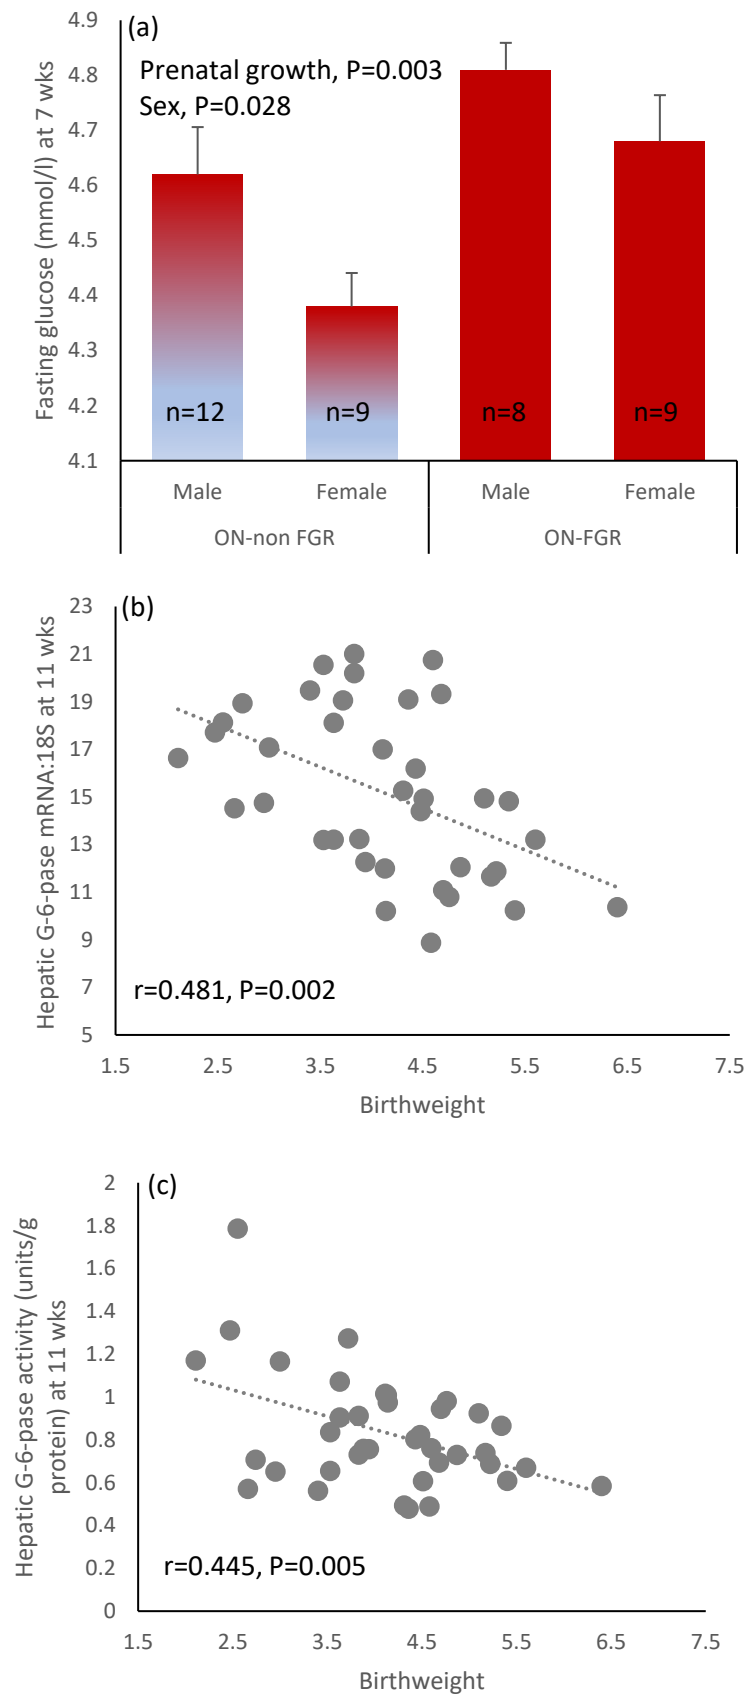 (a)
Prenatal growth, P=0.003
Sex, P=0.028
Fasting glucose (mmol/l) at 7 wks
4.9
4.8
4.7
4.6
4.5
4.4
4.3
4.2
4.1
n=12
n=9
n=8
n=9
Male
Female
Male
Female
ON-non FGR
ON-FGR
(b)
Hepatic G-6-pase mRNA:18S at 11 wks
23
21
19
17
15
13
11
9
7
5
r=0.481, P=0.002
1.5
2.5
3.5
4.5
5.5
6.5
7.5
Birthweight
(c)
Hepatic G-6-pase activity (units/g
protein) at 11 wks
2
1.8
1.6
1.4
1.2
1
0.8
0.6
0.4
0.2
0
r=0.445, P=0.005
1.5
2.5
3.5
4.5
5.5
6.5
7.5
Birthweight